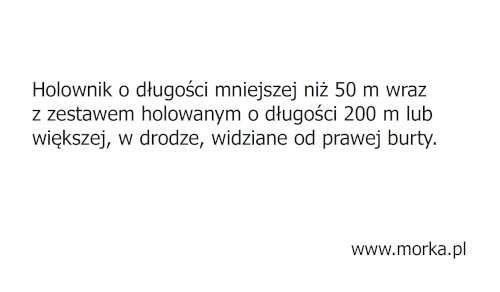 Holownik o długości mniejszej niż 50 m wraz
z zestawem holowanym o długości 200 m lub
większej, w drodze, widziane od prawej burty.
www.morka.pl